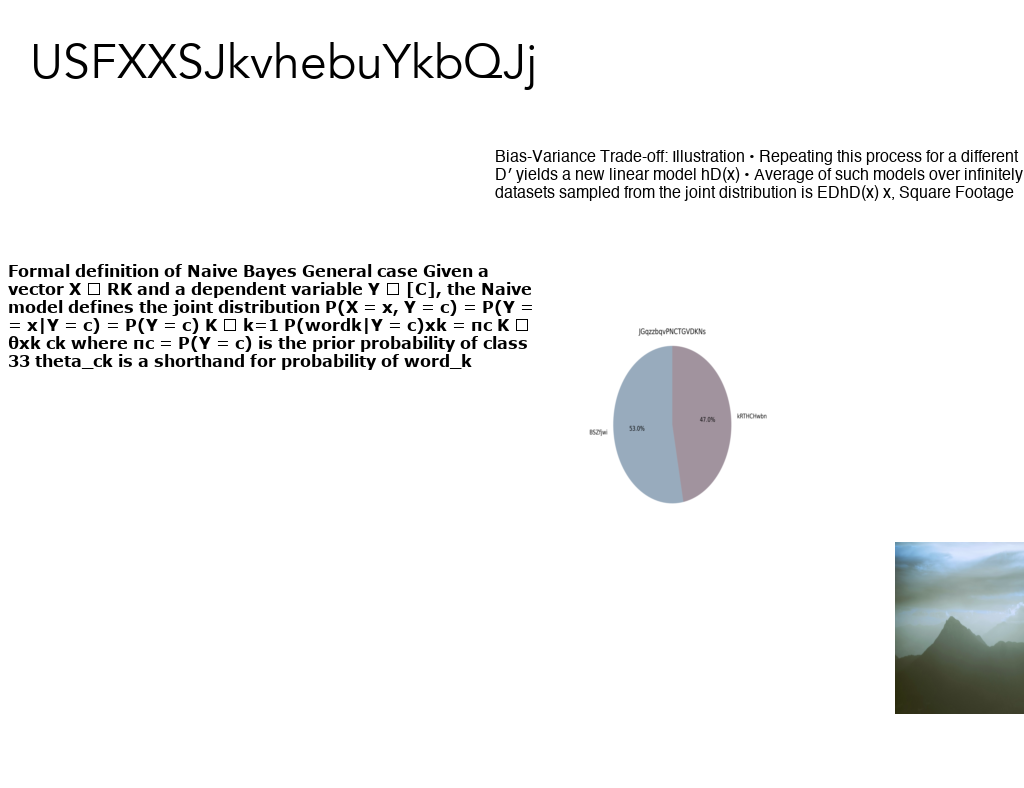 USFXXSJkvhebuYkbQJj
Bias-Variance Trade-off: Illustration • Repeating this process for a different
D′ yields a new linear model hD(x) • Average of such models over infinitely
datasets sampled from the joint distribution is EDhD(x) x, Square Footage
Formal definition of Naive Bayes General case Given a
vector X □ RK and a dependent variable Y □ [C], the Naive
model defines the joint distribution P(X = x, Y = c) = P(Y =
= x|Y = c) = P(Y = c) K □ k=1 P(wordk|Y = c)xk = πc K □
θxk ck where πc = P(Y = c) is the prior probability of class
33 theta_ck is a shorthand for probability of word_k
JGqzzbqvPNCTGVDKNs
kRTHCHwbn
47.0%
53.0%
BSZfjwi